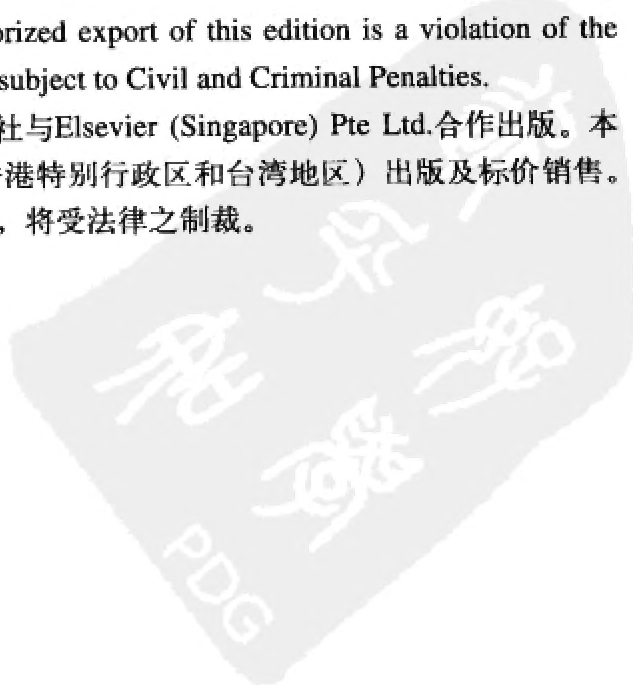 orized export of this edition is a violation of the
subject to Civil and Criminal Penalties.
社与Elsevier (Singapore) Pte Ltd.合作出版。本
港特别行政区和台湾地区）出版及标价销售。
，将受法律之制裁。
PDG